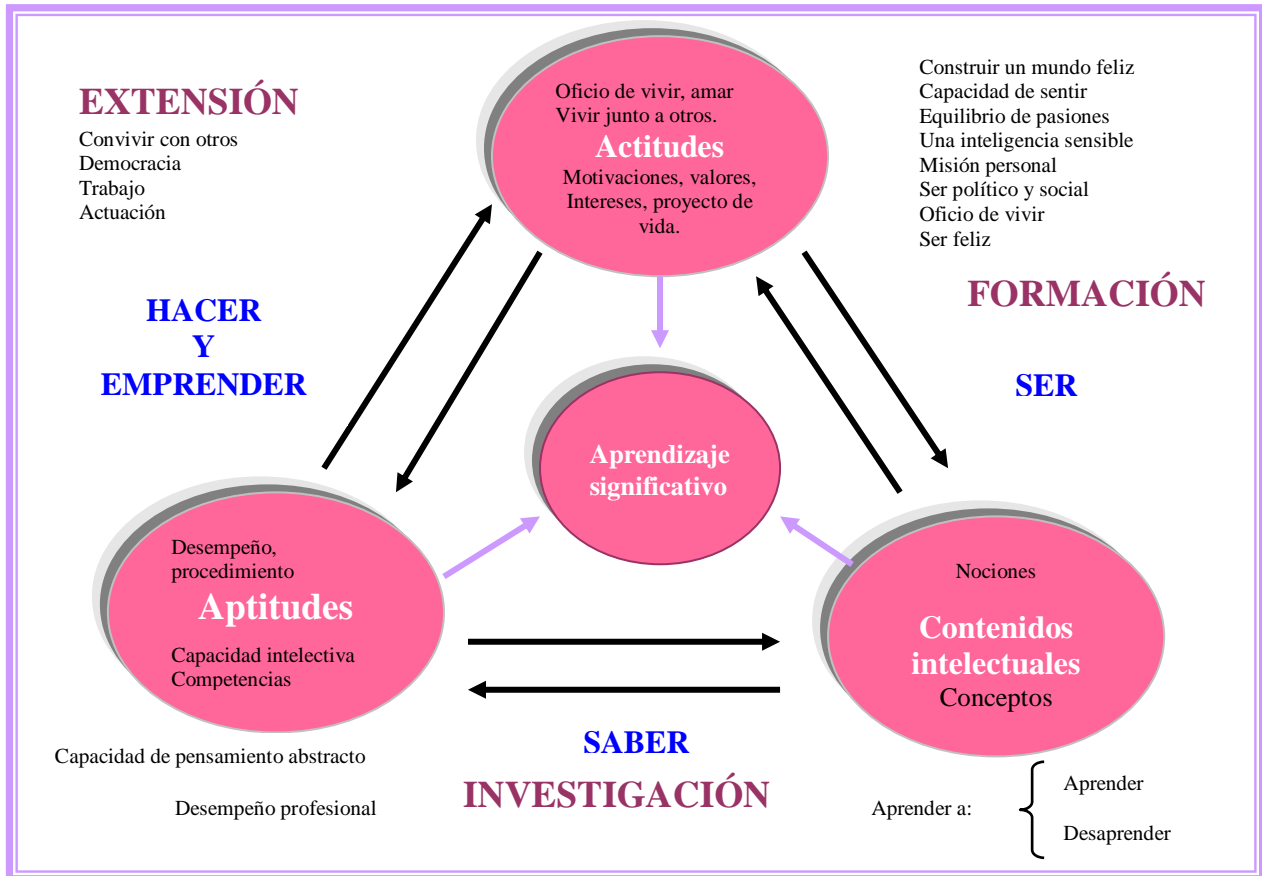 EXTENSIÓN
Convivir con otros
Democracia
Trabajo
Actuación
Oficio de vivir, amar
Vivir junto a otros.
Actitudes
Motivaciones, valores,
Intereses, proyecto de
vida.
Construir un mundo feliz
Capacidad de sentir
Equilibrio de pasiones
Una inteligencia sensible
Misión personal
Ser político y social
Oficio de vivir
Ser feliz
FORMACIÓN
HACER
Y
EMPRENDER
SER
Aprendizaje
significativo
Desempeño,
procedimiento
Aptitudes
Capacidad intelectiva
Competencias
Nociones
Contenidos
intelectuales
Conceptos
SABER
INVESTIGACIÓN
Capacidad de pensamiento abstracto
Desempeño profesional
Aprender a:
Aprender
Desaprender